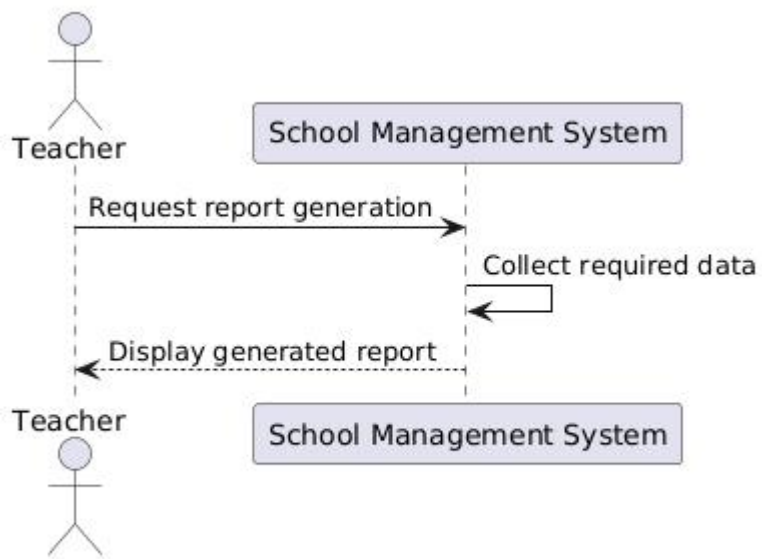 Teacher
School Management System
Request report generation
Collect required data
Display generated report
Teacher
School Management System